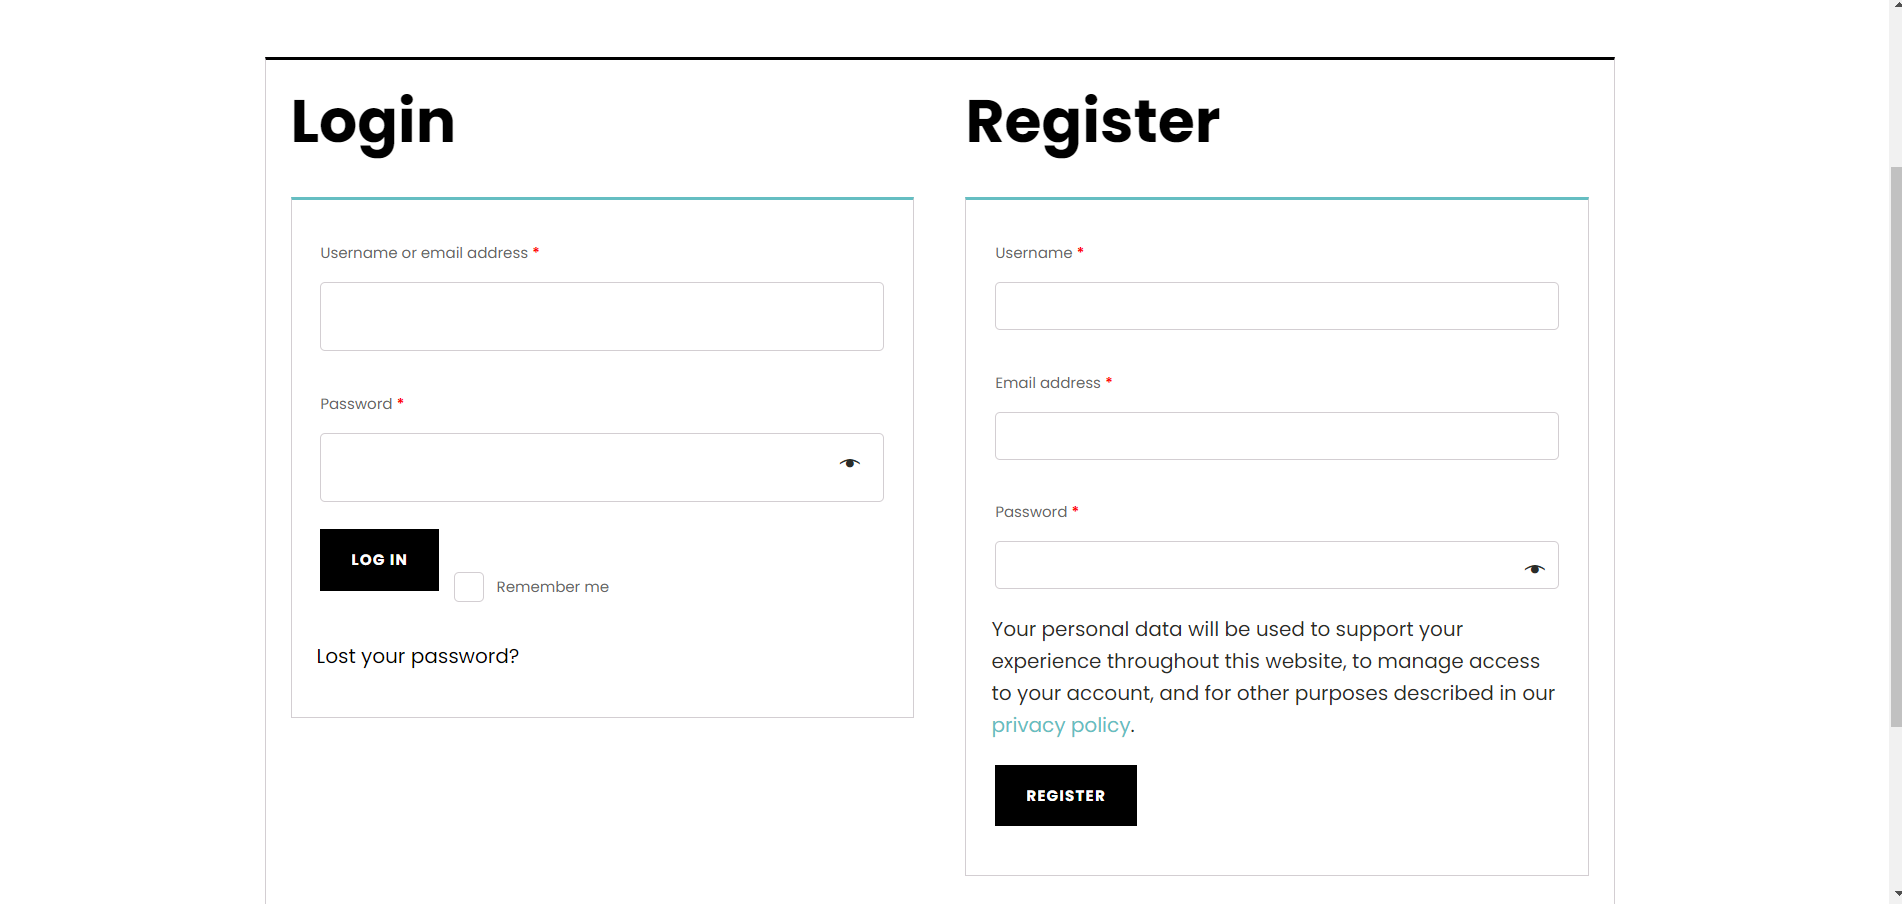 Login
Username or email address *
Password *
LOG IN
Remember me
Lost your password?
Register
Username *
Email address *
Password *
Your personal data will be used to support your
experience throughout this website, to manage access
to your account, and for other purposes described in our
privacy policy.
REGISTER